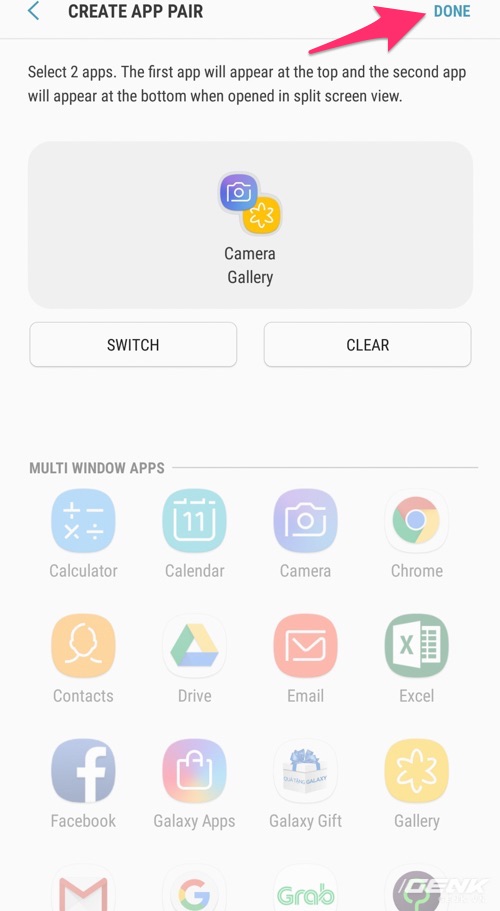 CREATE APP PAIR
DONE
Select 2 apps. The first app will appear at the top and the second app
will appear at the bottom when opened in split screen view.
Camera
Gallery
SWITCH
CLEAR
MULTI WINDOW APPS
11
Calculator
Calendar
Camera
Chrome
X
Contacts
Drive
Email
Excel
f
GALAXY
Facebook
Galaxy Apps
Galaxy Gift
Gallery
M
G
Grab
GENK